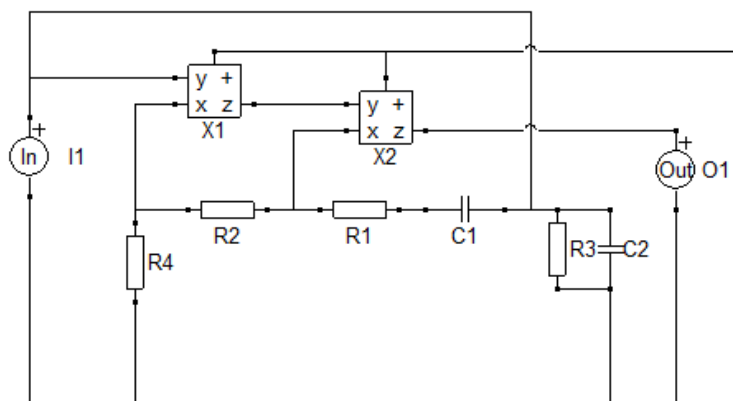 y +
x z
X1
y +
x z
X2
In
I1
Out
O1
R2
R1
C1
R4
R3
C2
+
+